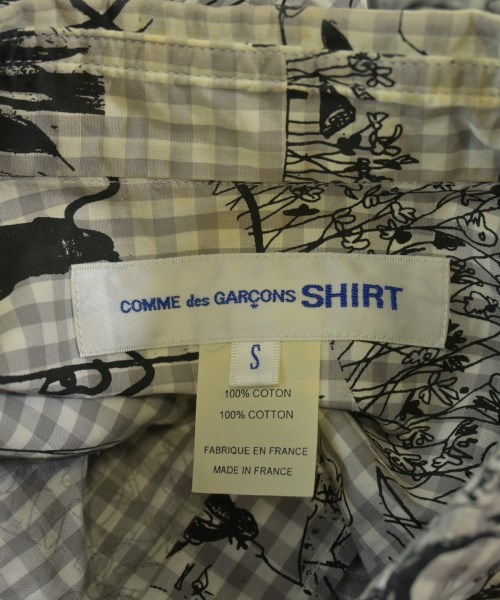 COMME des GARÇONS SHIRT
S
100% COTON
100% COTTON
FABRIQUE EN FRANCE
MADE IN FRANCE